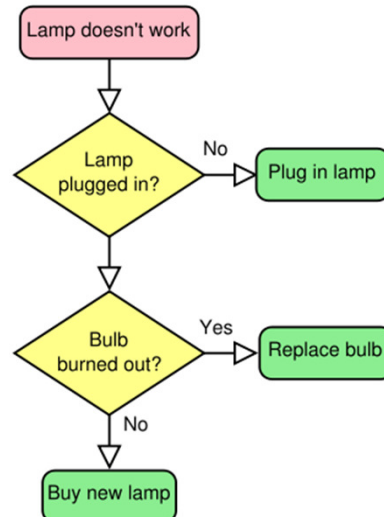 Lamp doesn't work
Lamp
plugged in?
No
Plug in lamp
Bulb
burned out?
Yes
Replace bulb
No
Buy new lamp